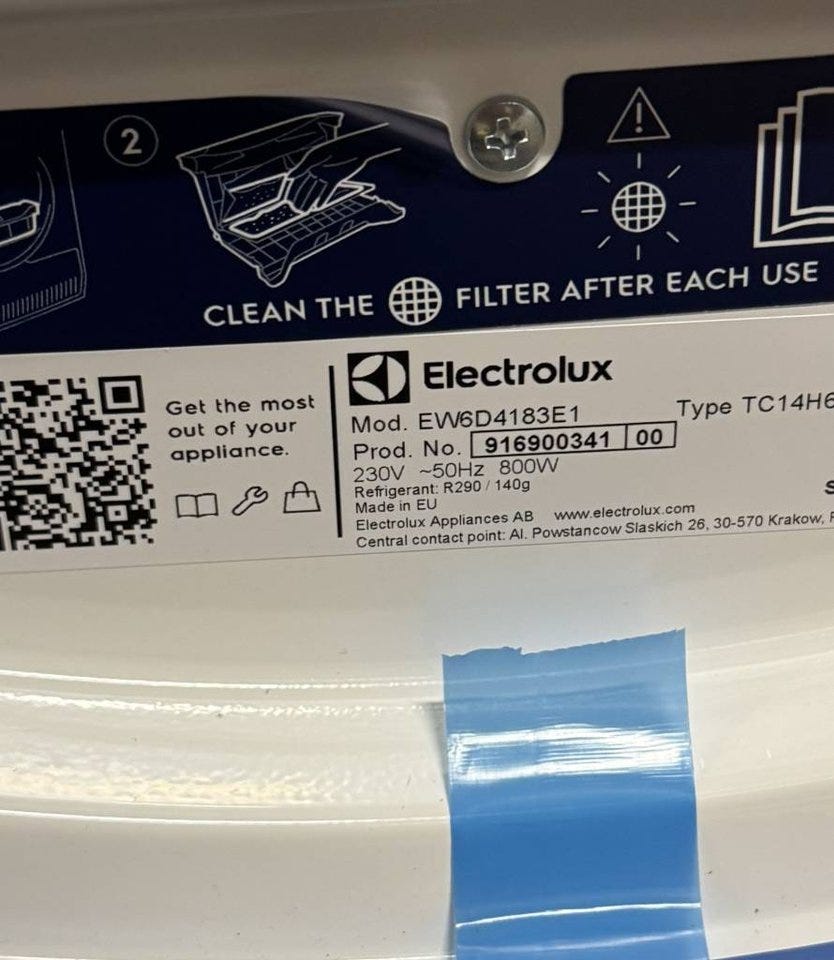 2
CLEAN THE FILTER AFTER EACH USE
Get the most
out of your
appliance.
Electrolux
Mod. EW6D4183E1
Type TC14H6
Prod. No. 916900341 00
230V ~50Hz 800W
Refrigerant: R290 / 140g
Made in EU
Electrolux Appliances AB www.electrolux.com
Central contact point: Al. Powstancow Slaskich 26, 30-570 Krakow,